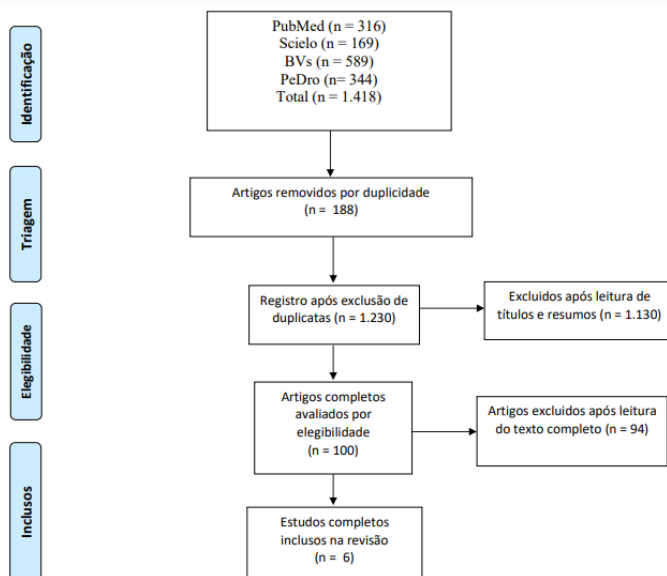 Identificação
PubMed (n = 316)
Scielo (n = 169)
BVs (n = 589)
PeDro (n= 344)
Total (n = 1.418)
Triagem
Artigos removidos por duplicidade
(n = 188)
Elegibilidade
Registro após exclusão de
duplicatas (n = 1.230)
Excluidos após leitura de
títulos e resumos (n = 1.130)
Artigos completos
avaliados por
elegibilidade
(n = 100)
Artigos excluidos após leitura
do texto completo (n = 94)
Inclusos
Estudos completos
inclusos na revisão
(n = 6)